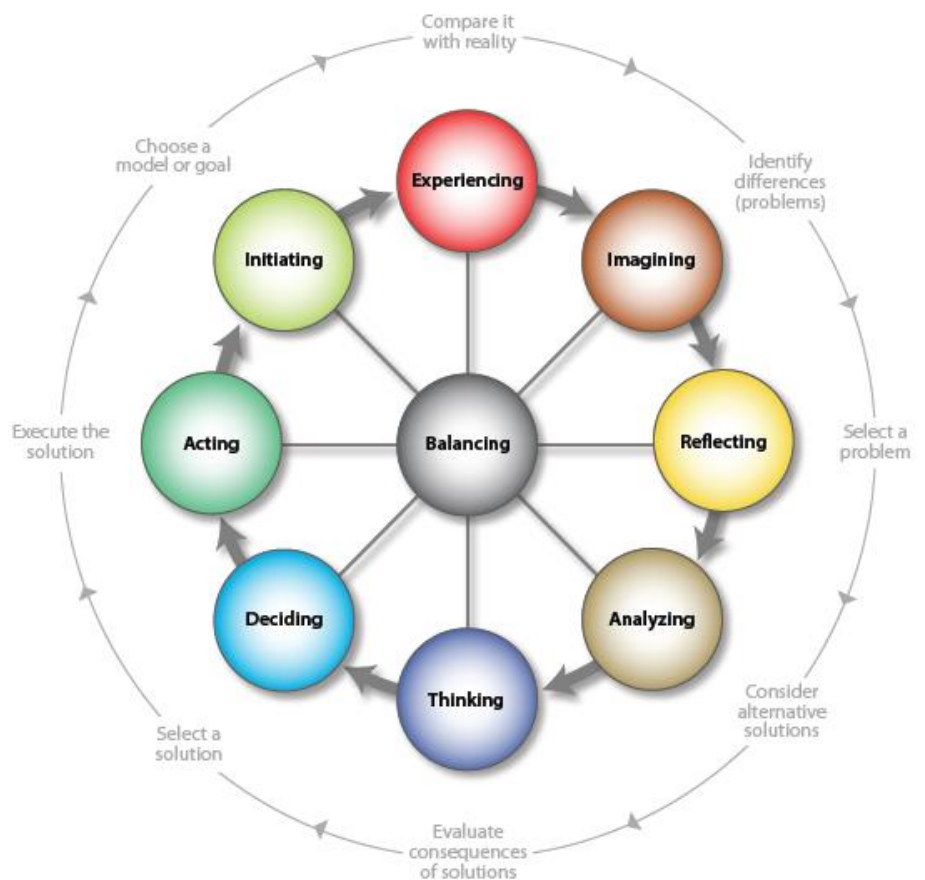 Compare it
with reality
Choose a
model or goal
Experiencing
Identify
differences
(problems)
Initiating
Imagining
Execute the
solution
Acting
Balancing
Reflecting
Select a
problem
Deciding
Analyzing
Thinking
Select a
solution
Consider
alternative
solutions
Evaluate
consequences
of solutions